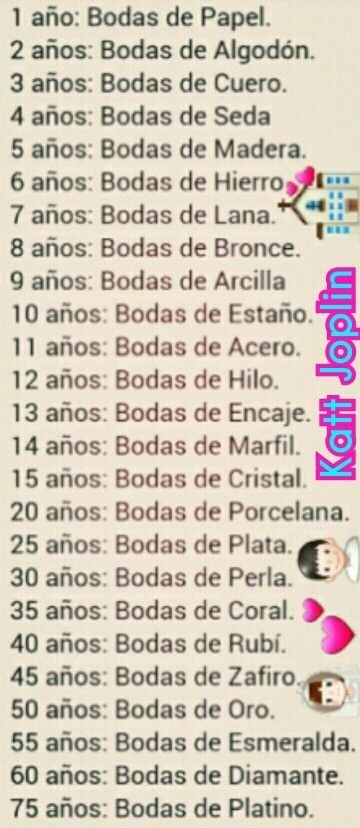 1 año: Bodas de Papel.
2 años: Bodas de Algodón.
3 años: Bodas de Cuero.
4 años: Bodas de Seda
5 años: Bodas de Madera.
6 años: Bodas de Hierro
7 años: Bodas de Lana.
8 años: Bodas de Bronce.
9 años: Bodas de Arcilla
10 años: Bodas de Estaño.
11 años: Bodas de Acero.
12 años: Bodas de Hilo.
13 años: Bodas de Encaje.
14 años: Bodas de Marfil.
15 años: Bodas de Cristal.
20 años: Bodas de Porcelana.
25 años: Bodas de Plata.
30 años: Bodas de Perla.
35 años: Bodas de Coral.
40 años: Bodas de Rubí.
45 años: Bodas de Zafiro.
50 años: Bodas de Oro.
55 años: Bodas de Esmeralda.
60 años: Bodas de Diamante.
75 años: Bodas de Platino.
Katt Joplin